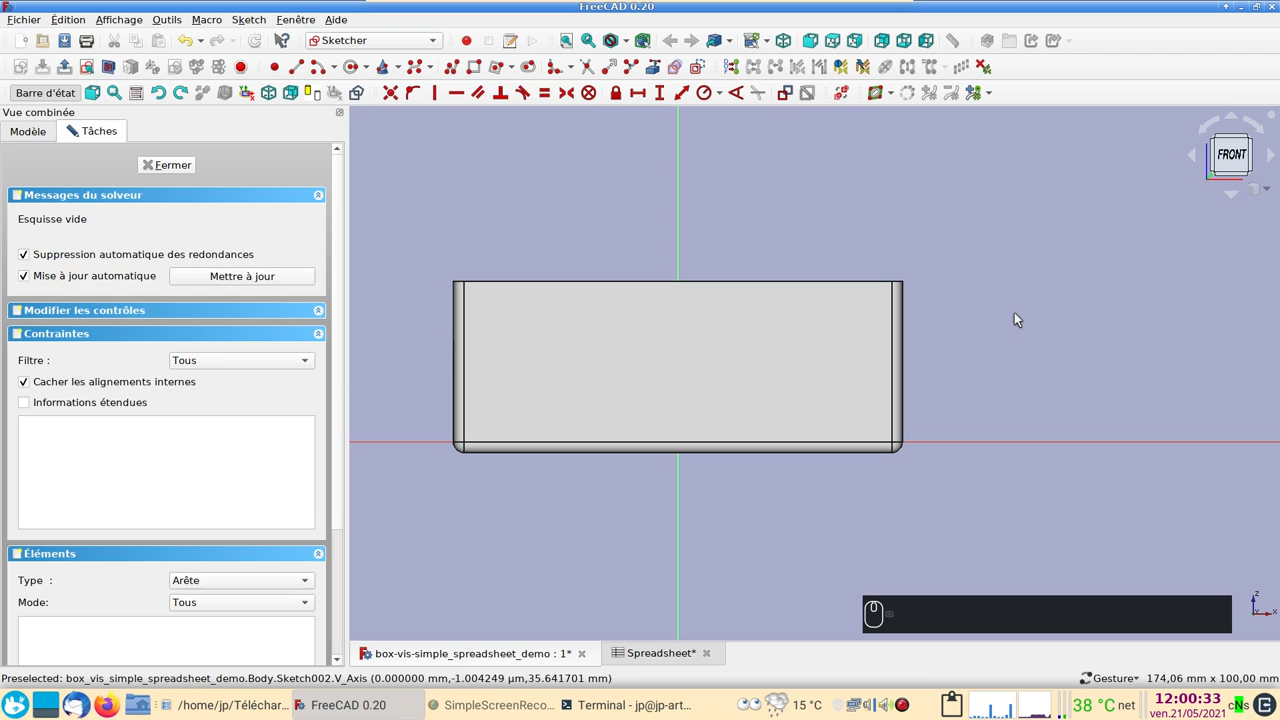 FreeCAD 0.20
Fichier Édition Affichage Outils Macro Sketch Fenêtre Aide
Sketcher
Barre d'état
Vue combinée
Modèle Tâches
Fermer
Messages du solveur
Esquisse vide
Suppression automatique des redondances
Mise à jour automatique Mettre à jour
Modifier les contrôles
Contraintes
Filtre : Tous
Cacher les alignements internes
Informations étendues
Éléments
Type : Arête
Mode: Tous
FRONT
z
x
box-vis-simple_spreadsheet_demo : 1* Spreadsheet*
Preselected: box_vis_simple_spreadsheet_demo.Body.Sketch002.V_Axis (0.000000 mm,-1.004249 µm,35.641701 mm) Gesture 174,06 mm x 100,00 mm
/home/jp/Téléchar... FreeCAD 0.20 SimpleScreenReco... Terminal - jp@jp-art... 15 °C 38 °C net 12:00:33
ven.21/05/2021